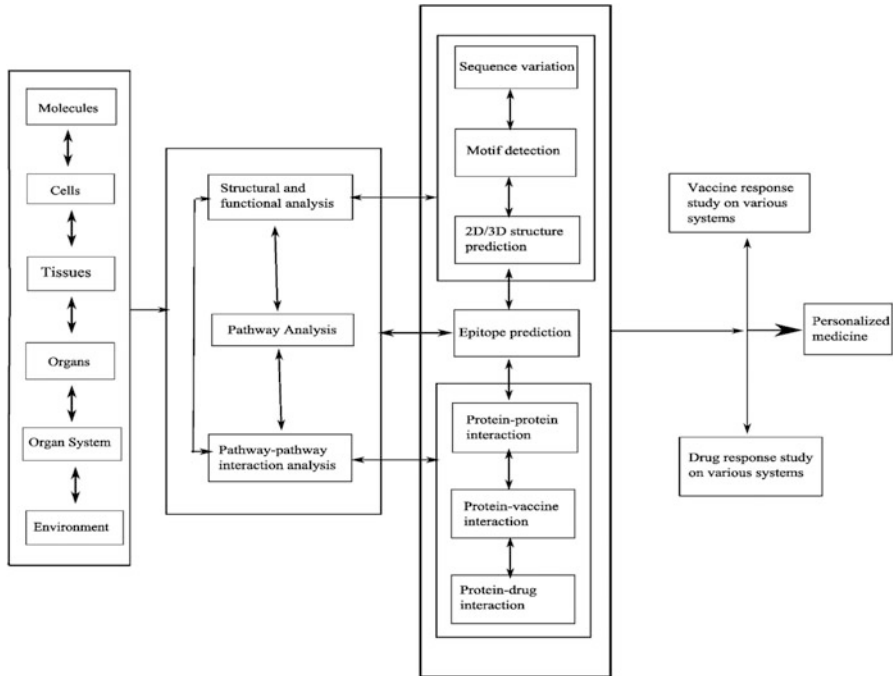 Molecules
Cells
Tissues
Organs
Organ System
Environment
Structural and
functional analysis
Pathway Analysis
Pathway-pathway
interaction analysis
Sequence variation
Motif detection
2D/3D structure
prediction
Epitope prediction
Protein-protein
interaction
Protein-vaccine
interaction
Protein-drug
interaction
Vaccine response
study on various
systems
Personalized
medicine
Drug response study
on various systems